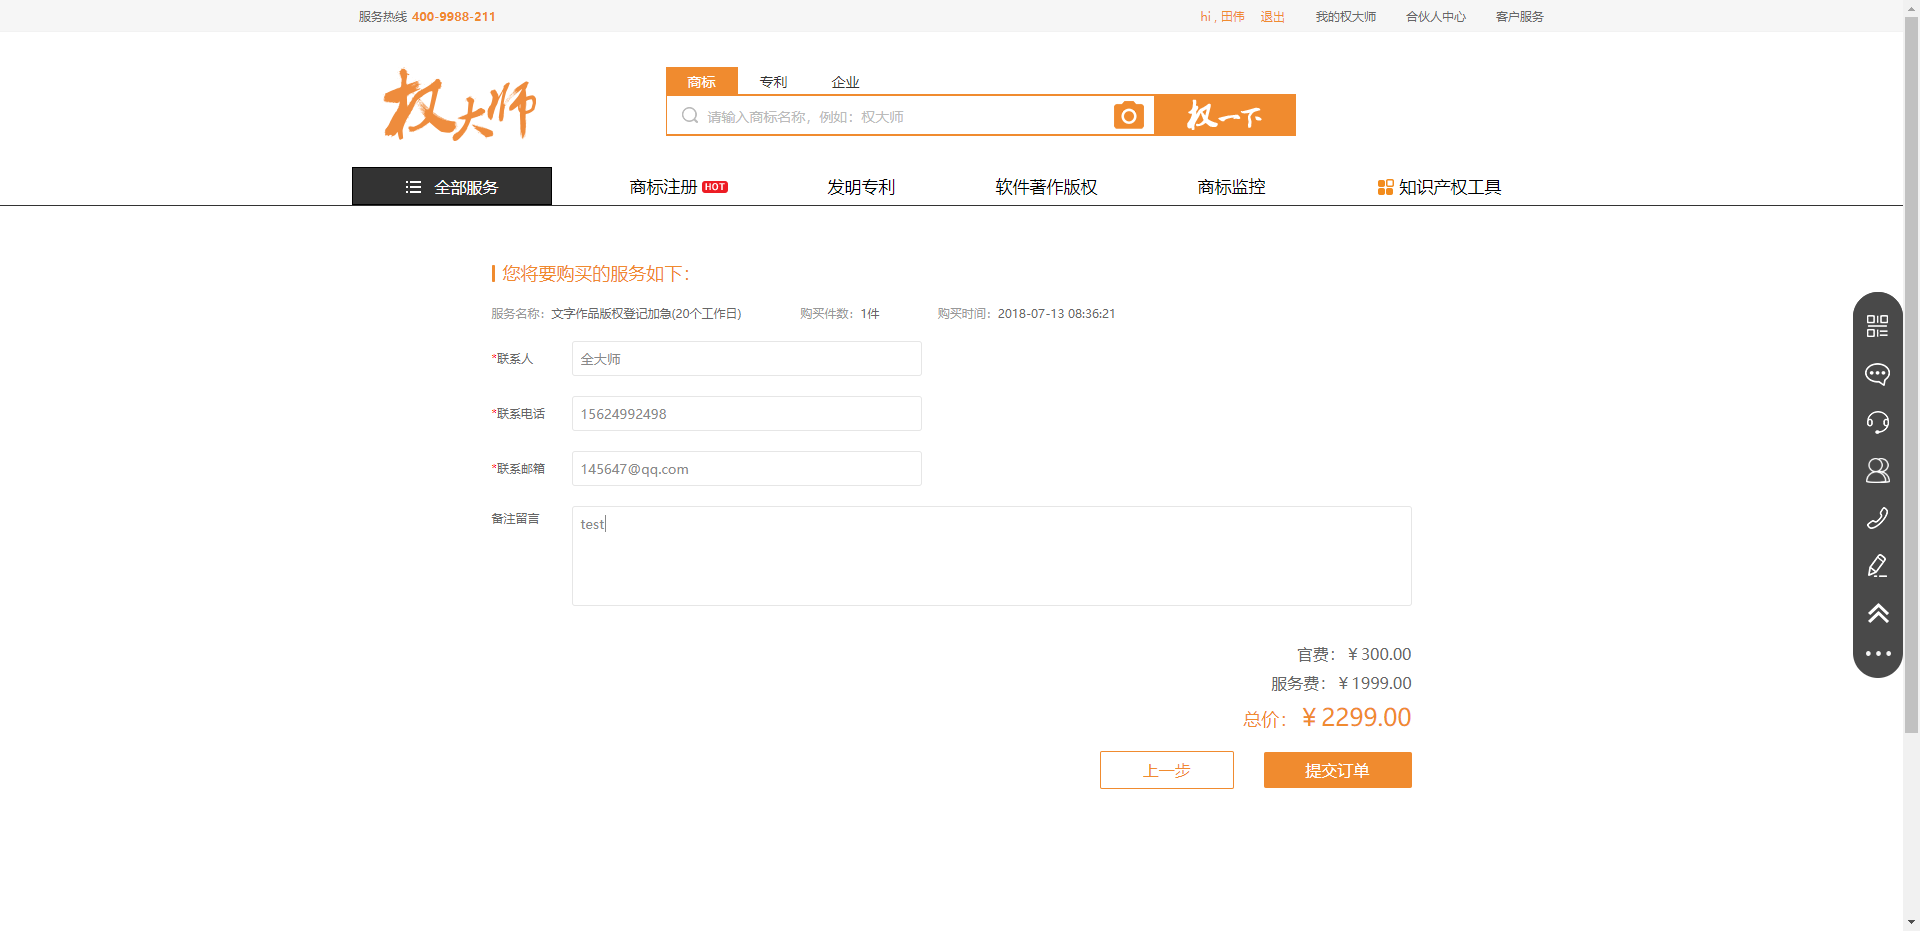 服务热线 400-9988-211
hi , 田伟 退出 我的权大师 合伙人中心 客户服务
权大师
商标 专利 企业
请输入商标名称，例如：权大师
权一下
全部服务 商标注册 HOT 发明专利 软件著作版权 商标监控 知识产权工具
您将要购买的服务如下：
服务名称：文字作品版权登记加急(20个工作日) 购买件数：1件 购买时间：2018-07-13 08:36:21
*联系人 全大师
*联系电话 15624992498
*联系邮箱 145647@qq.com
备注留言 test
官费：￥300.00
服务费：￥1999.00
总价：￥2299.00
上一步 提交订单